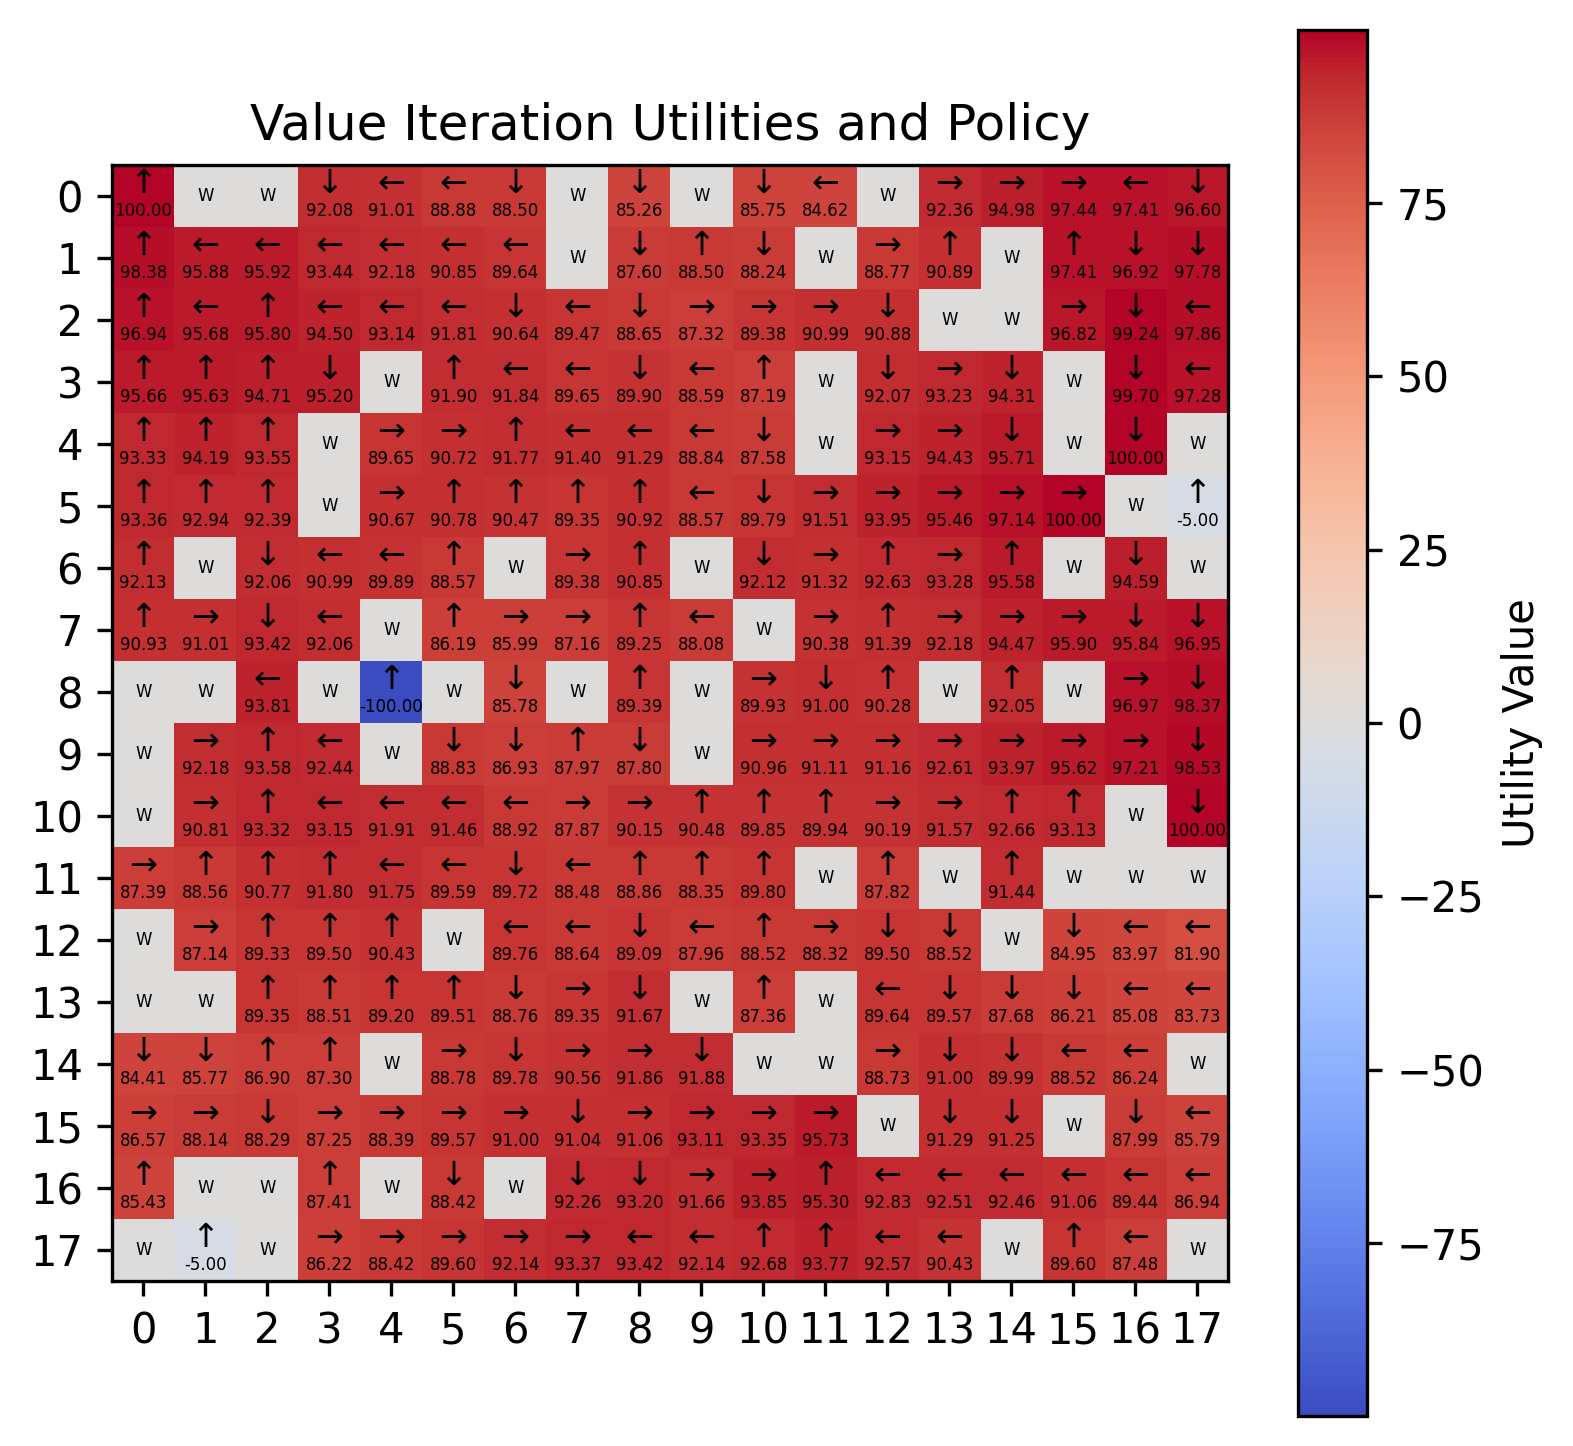 Value Iteration Utilities and Policy
0 ↑ W W ↓ ← ← ↓ W ↓ W ↓ ← W → → → ← ↓
100.00 92.08 91.01 88.88 88.50 85.26 85.75 84.62 92.36 94.98 97.44 97.41 96.60
1 ↑ ← ← ← ← ← ← W ↓ ↑ ↓ W → ↑ W ↑ ↓ ↓
98.38 95.88 95.92 93.44 92.18 90.85 89.64 87.60 88.50 88.24 88.77 90.89 97.41 96.92 97.78
2 ↑ ← ↑ ← ← ← ↓ ← ↓ → → → ↓ W W → ↓ ←
96.94 95.68 95.80 94.50 93.14 91.81 90.64 89.47 88.65 87.32 89.38 90.99 90.88 96.82 99.24 97.86
3 ↑ ↑ ↑ ↓ W ↑ ← ← ↓ ← ↑ W ↓ → ↓ W ↓ ←
95.66 95.63 94.71 95.20 91.90 91.84 89.65 89.90 88.59 87.19 92.07 93.23 94.31 99.70 97.28
4 ↑ ↑ ↑ W → → ↑ ← ← ← ↓ W → → ↓ W ↓ W
93.33 94.19 93.55 89.65 90.72 91.77 91.40 91.29 88.84 87.58 93.15 94.43 95.71 100.00
5 ↑ ↑ ↑ W → ↑ ↑ ↑ ↑ ← ↓ → → → → → W ↑
93.36 92.94 92.39 90.67 90.78 90.47 89.35 90.92 88.57 89.79 91.51 93.95 95.46 97.14 100.00 -5.00
6 ↑ W ↓ ← ← ↑ W → ↑ W ↓ → ↑ → ↑ W ↓ W
92.13 92.06 90.99 89.89 88.57 89.38 90.85 92.12 91.32 92.63 93.28 95.58 94.59
7 ↑ → ↓ ← W ↑ → → ↑ ← W → ↑ → → → ↓ ↓
90.93 91.01 93.42 92.06 86.19 85.99 87.16 89.25 88.08 90.38 91.39 92.18 94.47 95.90 95.84 96.95
8 W W ← W ↑ W ↓ W ↑ W → ↓ ↑ W ↑ W → ↓
93.81 -100.00 85.78 89.39 89.93 91.00 90.28 92.05 96.97 98.37
9 W → ↑ ← W ↓ ↓ ↑ ↓ W → → → → → → → ↓
92.18 93.58 92.44 88.83 86.93 87.97 87.80 90.96 91.11 91.16 92.61 93.97 95.62 97.21 98.53
10 W → ↑ ← ← ← ← → → ↑ ↑ ↑ → → ↑ ↑ W ↓
90.81 93.32 93.15 91.91 91.46 88.92 87.87 90.15 90.48 89.85 89.94 90.19 91.57 92.66 93.13 100.00
11 → ↑ ↑ ↑ ← ← ↓ ← ↑ ↑ ↑ W ↑ W ↑ W W W
87.39 88.56 90.77 91.80 91.75 89.59 89.72 88.48 88.86 88.35 89.80 87.82 91.44
12 W → ↑ ↑ ↑ W ← ← ↓ ← ↑ → ↓ ↓ W ↓ ← ←
87.14 89.33 89.50 90.43 89.76 88.64 89.09 87.96 88.52 88.32 89.50 88.52 84.95 83.97 81.90
13 W W ↑ ↑ ↑ ↑ ↓ → ↓ W ↑ W ← ↓ ↓ ↓ ← ←
89.35 88.51 89.20 89.51 88.76 89.35 91.67 87.36 89.64 89.57 87.68 86.21 85.08 83.73
14 ↓ ↓ ↑ ↑ W → ↓ → → ↓ W W → ↓ ↓ ← ← W
84.41 85.77 86.90 87.30 88.78 89.78 90.56 91.86 91.88 88.73 91.00 89.99 88.52 86.24
15 → → ↓ → → → → ↓ → → → → W ↓ ↓ W ↓ ←
86.57 88.14 88.29 87.25 88.39 89.57 91.00 91.04 91.06 93.11 93.35 95.73 91.29 91.25 87.99 85.79
16 ↑ W W ↑ W ↓ W ↓ ↓ → → ↑ ← ← ← ← ← ←
85.43 87.41 88.42 92.26 93.20 91.66 93.85 95.30 92.83 92.51 92.46 91.06 89.44 86.94
17 W ↑ W → → → → → ← ← ↑ ↑ ← ← W ↑ ← W
-5.00 86.22 88.42 89.60 92.14 93.37 93.42 92.14 92.68 93.77 92.57 90.43 89.60 87.48
0 1 2 3 4 5 6 7 8 9 10 11 12 13 14 15 16 17
75
50
25
0
−25
−50
−75
Utility Value